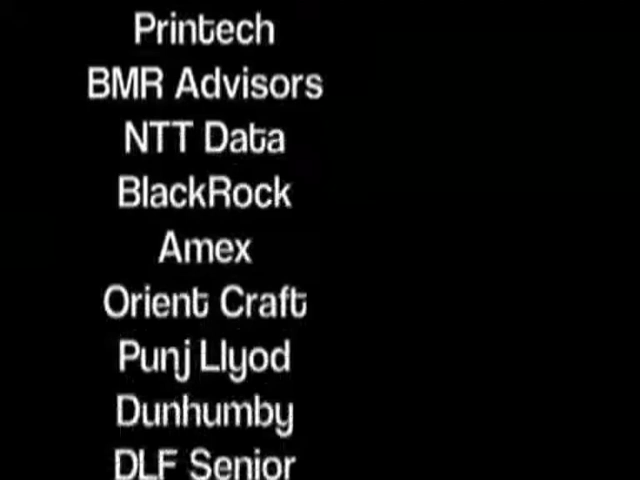 Printech
BMR Advisors
NTT Data
BlackRock
Amex
Orient Craft
Punj Llyod
Dunhumby
DLF Senior